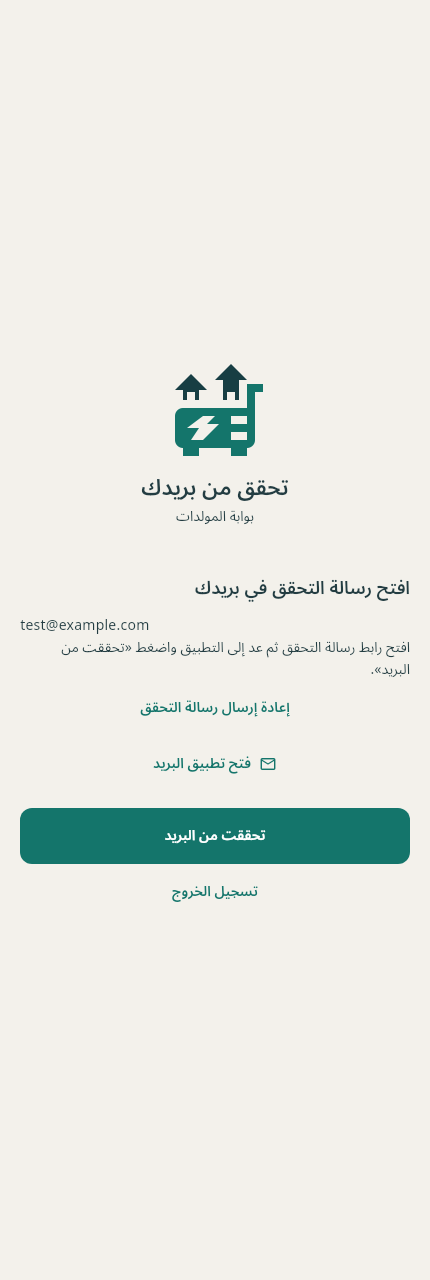 تحقق من بريدك
بوابة المولدات
افتح رسالة التحقق في بريدك
test@example.com
افتح رابط رسالة التحقق ثم عد إلى التطبيق واضغط «تحققت من
البريد».
إعادة إرسال رسالة التحقق
فتح تطبيق البريد
تحققت من البريد
تسجيل الخروج